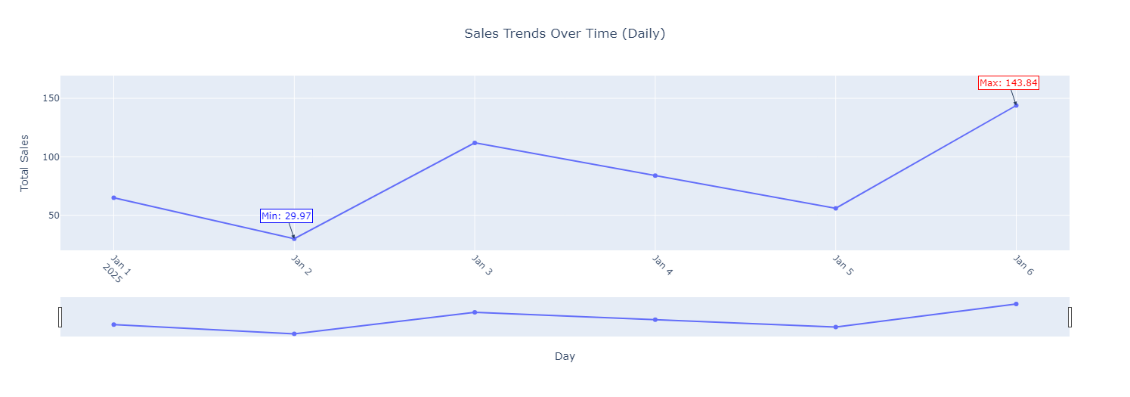 Sales Trends Over Time (Daily)
Total Sales
150
100
50
Max: 143.84
Min: 29.97
Jan 1
2025
Jan 2
Jan 3
Jan 4
Jan 5
Jan 6
Day